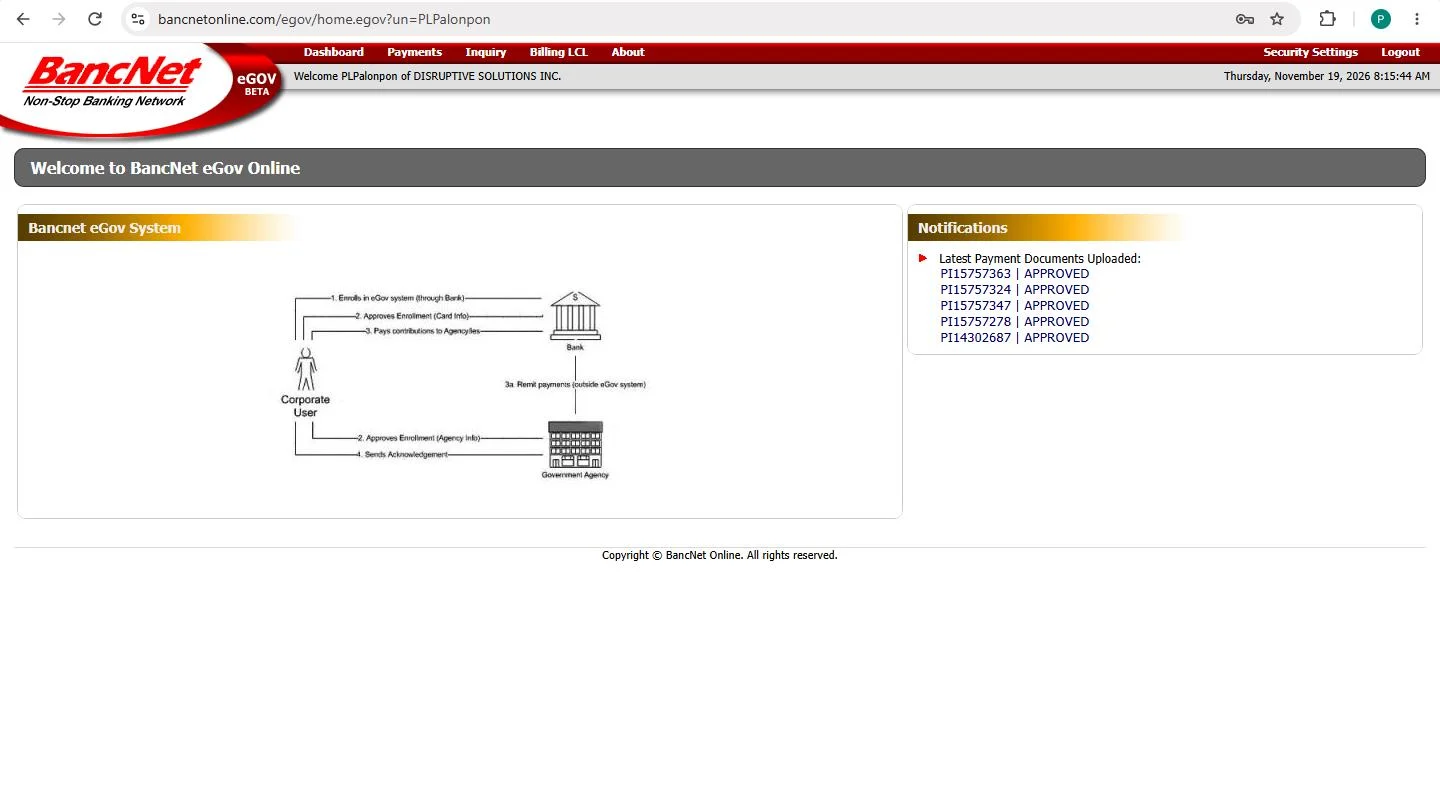 bancnetonline.com/egov/home.egov?un=PLPalonpon
P
Dashboard Payments Inquiry Billing LCL About Security Settings Logout
BancNet
Non-Stop Banking Network
eGOV
BETA
Welcome PLPalonpon of DISRUPTIVE SOLUTIONS INC. Thursday, November 19, 2026 8:15:44 AM
Welcome to BancNet eGov Online
Bancnet eGov System
1. Enrolls in eGov system (through Bank)
2. Approves Enrollment (Card Info)
3. Pays contributions to Agency/ies
S
Bank
3a. Remit payments (outside eGov system)
Corporate
User
2. Approves Enrollment (Agency Info)
4. Sends Acknowledgement
Government Agency
Notifications
Latest Payment Documents Uploaded:
PI15757363 | APPROVED
PI15757324 | APPROVED
PI15757347 | APPROVED
PI15757278 | APPROVED
PI14302687 | APPROVED
Copyright © BancNet Online. All rights reserved.